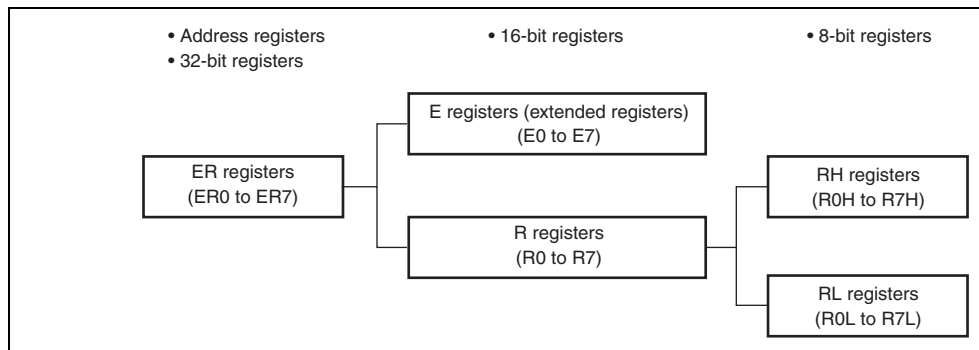 • Address registers
• 32-bit registers
• 16-bit registers
• 8-bit registers
E registers (extended registers)
(E0 to E7)
ER registers
(ER0 to ER7)
RH registers
(R0H to R7H)
R registers
(R0 to R7)
RL registers
(R0L to R7L)